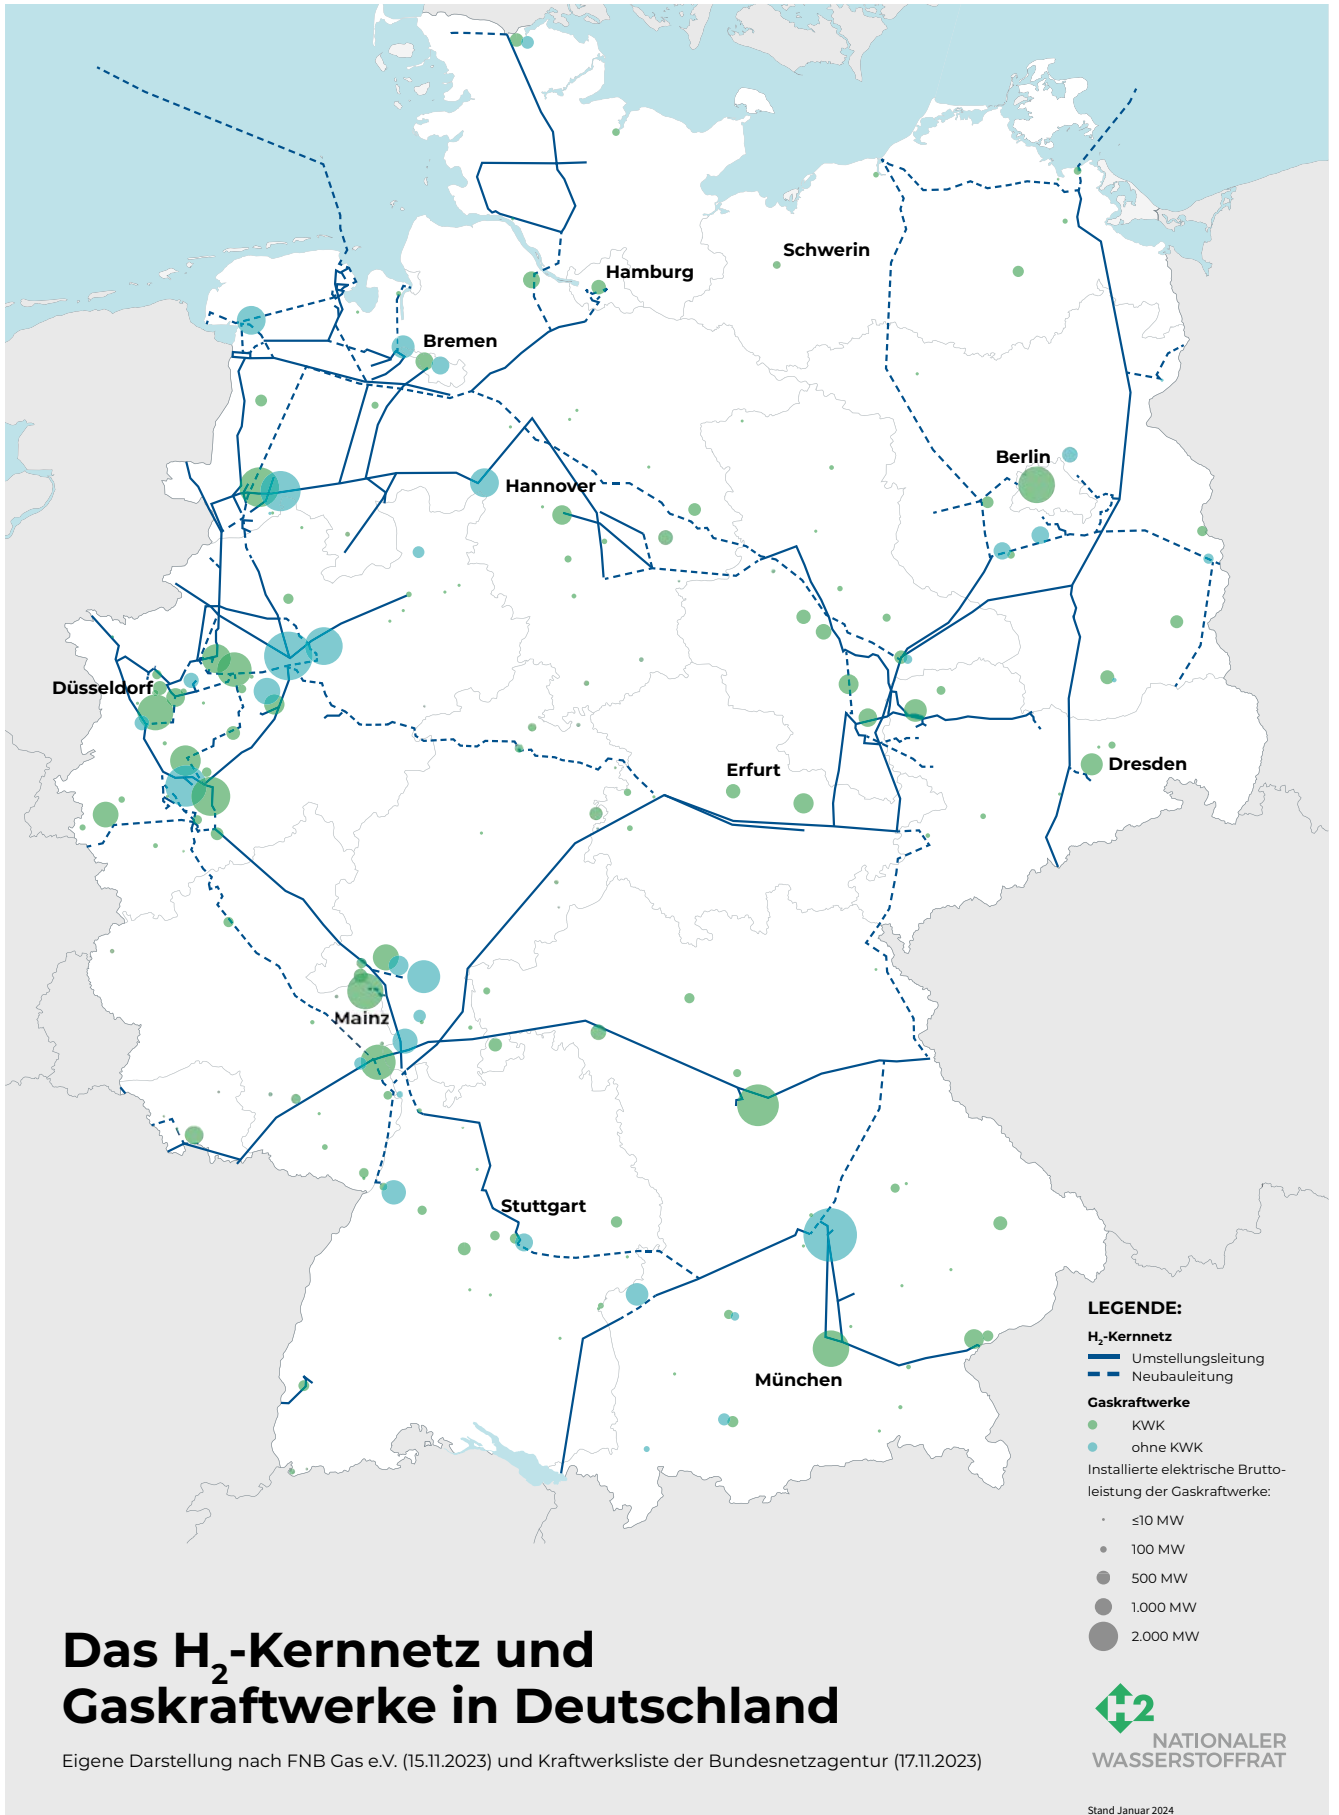 Schwerin
Hamburg
Bremen
Berlin
Hannover
Düsseldorf
Erfurt
Dresden
Mainz
Stuttgart
München
LEGENDE:
H2-Kernnetz
Umstellungsleitung
Neubauleitung
Gaskraftwerke
KWK
ohne KWK
Installierte elektrische Brutto-
leistung der Gaskraftwerke:
≤10 MW
100 MW
500 MW
1.000 MW
2.000 MW
Das H2-Kernnetz und
Gaskraftwerke in Deutschland
Eigene Darstellung nach FNB Gas e.V. (15.11.2023) und Kraftwerksliste der Bundesnetzagentur (17.11.2023)
H2
NATIONALER
WASSERSTOFFRAT
Stand Januar 2024